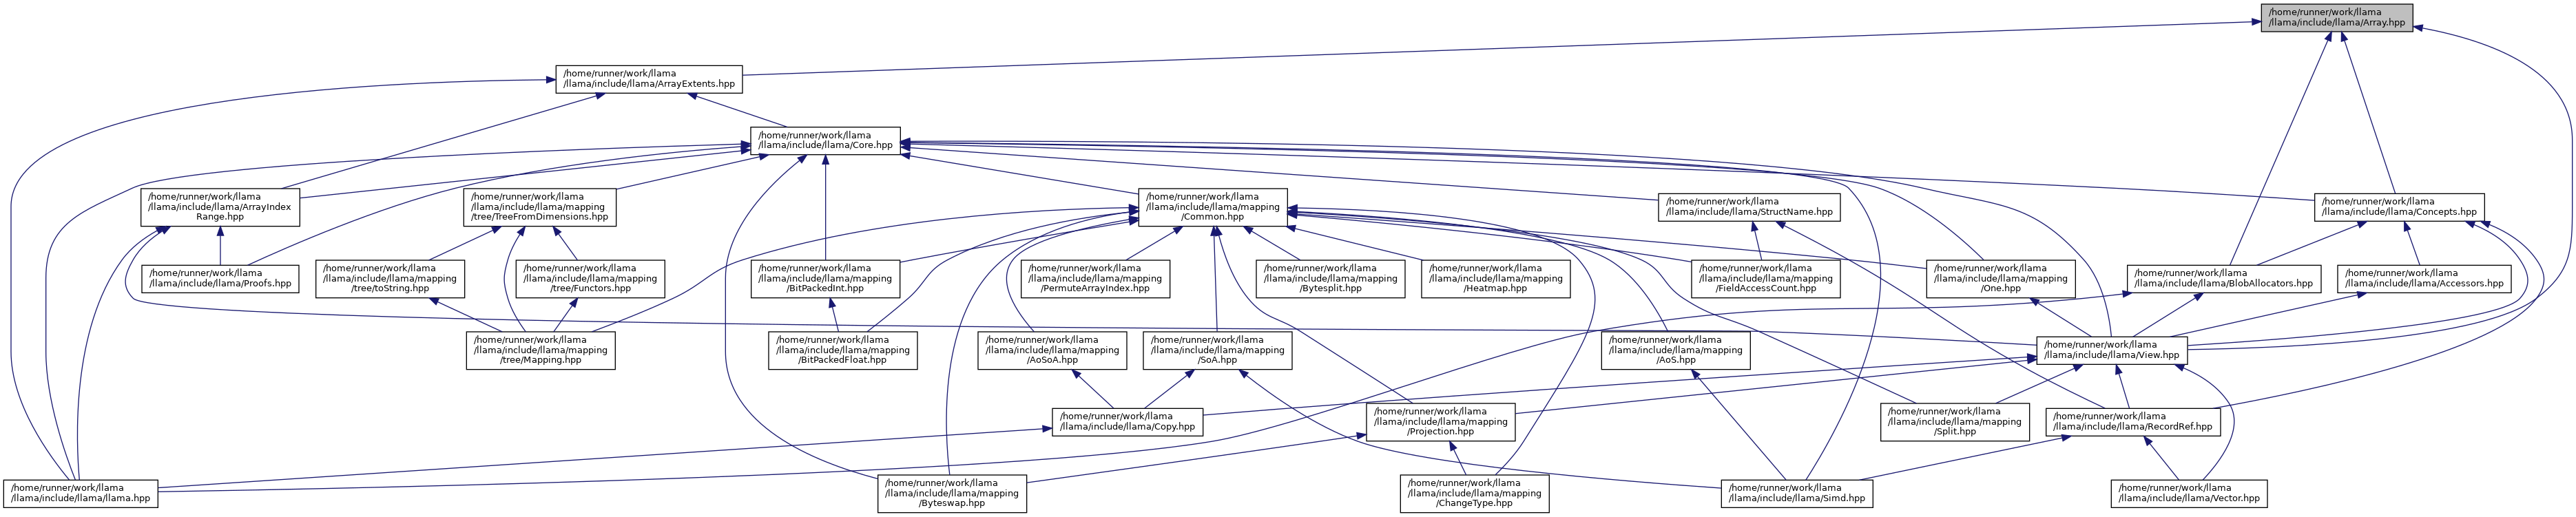 /home/runner/work/llama
/llama/include/llama/Array.hpp
/home/runner/work/llama
/llama/include/llama/ArrayExtents.hpp
/home/runner/work/llama
/llama/include/llama/Core.hpp
/home/runner/work/llama
/llama/include/llama/ArrayIndex
Range.hpp
/home/runner/work/llama
/llama/include/llama/mapping
/tree/TreeFromDimensions.hpp
/home/runner/work/llama
/llama/include/llama/mapping
/Common.hpp
/home/runner/work/llama
/llama/include/llama/StructName.hpp
/home/runner/work/llama
/llama/include/llama/Concepts.hpp
/home/runner/work/llama
/llama/include/llama/Proofs.hpp
/home/runner/work/llama
/llama/include/llama/mapping
/tree/toString.hpp
/home/runner/work/llama
/llama/include/llama/mapping
/tree/Functors.hpp
/home/runner/work/llama
/llama/include/llama/mapping
/BitPackedInt.hpp
/home/runner/work/llama
/llama/include/llama/mapping
/PermuteArrayIndex.hpp
/home/runner/work/llama
/llama/include/llama/mapping
/Bytesplit.hpp
/home/runner/work/llama
/llama/include/llama/mapping
/Heatmap.hpp
/home/runner/work/llama
/llama/include/llama/mapping
/FieldAccessCount.hpp
/home/runner/work/llama
/llama/include/llama/mapping
/One.hpp
/home/runner/work/llama
/llama/include/llama/BlobAllocators.hpp
/home/runner/work/llama
/llama/include/llama/Accessors.hpp
/home/runner/work/llama
/llama/include/llama/mapping
/tree/Mapping.hpp
/home/runner/work/llama
/llama/include/llama/mapping
/BitPackedFloat.hpp
/home/runner/work/llama
/llama/include/llama/mapping
/AoSoA.hpp
/home/runner/work/llama
/llama/include/llama/mapping
/SoA.hpp
/home/runner/work/llama
/llama/include/llama/mapping
/AoS.hpp
/home/runner/work/llama
/llama/include/llama/View.hpp
/home/runner/work/llama
/llama/include/llama/Copy.hpp
/home/runner/work/llama
/llama/include/llama/mapping
/Projection.hpp
/home/runner/work/llama
/llama/include/llama/mapping
/Split.hpp
/home/runner/work/llama
/llama/include/llama/RecordRef.hpp
/home/runner/work/llama
/llama/include/llama/llama.hpp
/home/runner/work/llama
/llama/include/llama/mapping
/Byteswap.hpp
/home/runner/work/llama
/llama/include/llama/mapping
/ChangeType.hpp
/home/runner/work/llama
/llama/include/llama/Simd.hpp
/home/runner/work/llama
/llama/include/llama/Vector.hpp